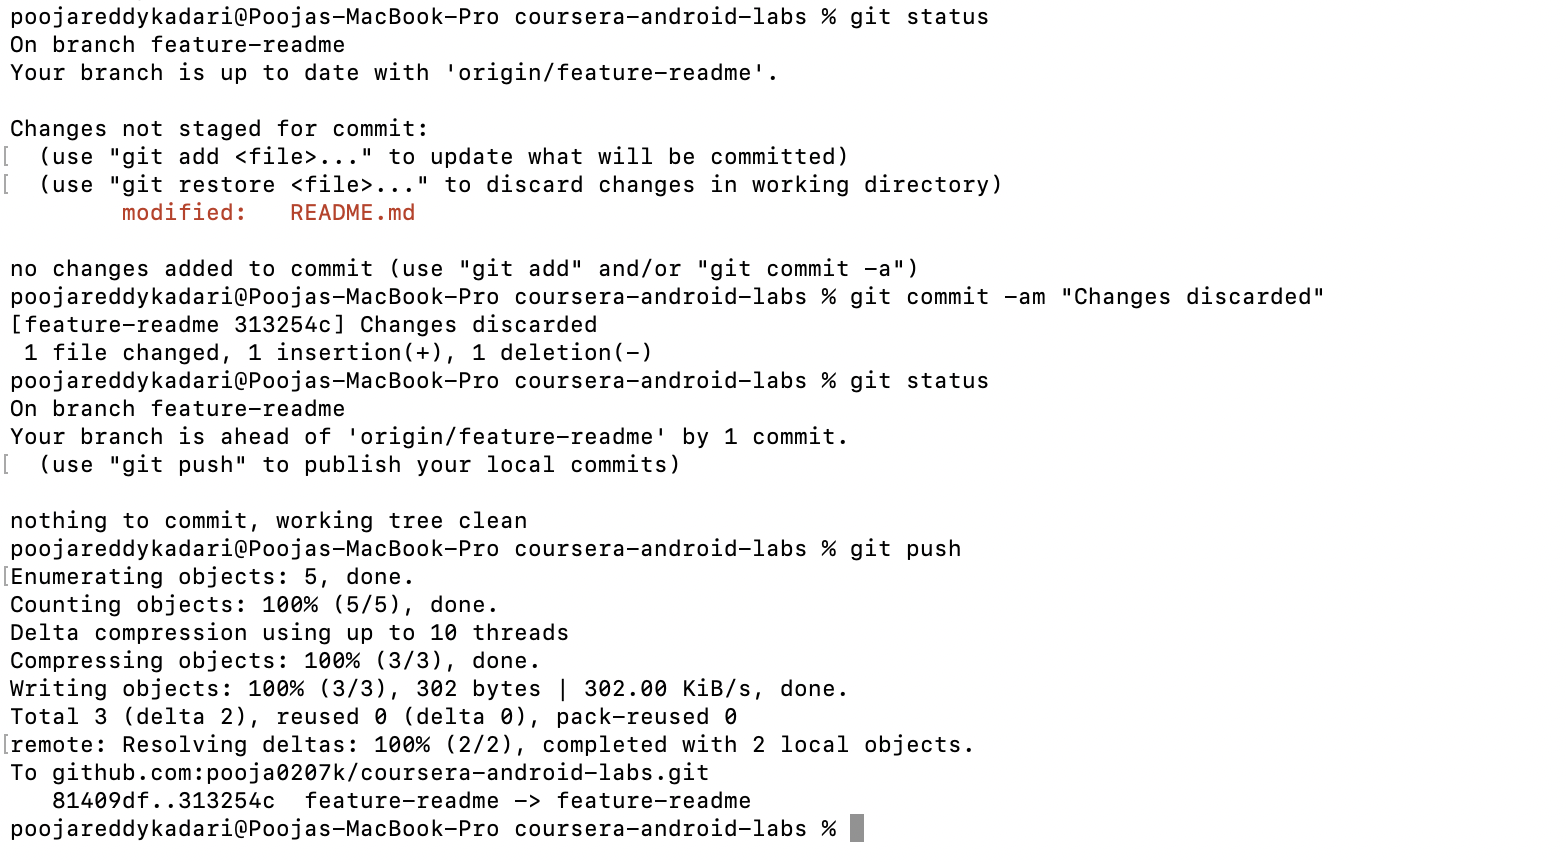 poojareddykadari@Poojas-MacBook-Pro coursera-android-labs % git status
On branch feature-readme
Your branch is up to date with 'origin/feature-readme'.
Changes not staged for commit:
  (use "git add <file>..." to update what will be committed)
  (use "git restore <file>..." to discard changes in working directory)
        modified:   README.md
no changes added to commit (use "git add" and/or "git commit -a")
poojareddykadari@Poojas-MacBook-Pro coursera-android-labs % git commit -am "Changes discarded"
[feature-readme 313254c] Changes discarded
 1 file changed, 1 insertion(+), 1 deletion(-)
poojareddykadari@Poojas-MacBook-Pro coursera-android-labs % git status
On branch feature-readme
Your branch is ahead of 'origin/feature-readme' by 1 commit.
  (use "git push" to publish your local commits)
nothing to commit, working tree clean
poojareddykadari@Poojas-MacBook-Pro coursera-android-labs % git push
Enumerating objects: 5, done.
Counting objects: 100% (5/5), done.
Delta compression using up to 10 threads
Compressing objects: 100% (3/3), done.
Writing objects: 100% (3/3), 302 bytes | 302.00 KiB/s, done.
Total 3 (delta 2), reused 0 (delta 0), pack-reused 0
remote: Resolving deltas: 100% (2/2), completed with 2 local objects.
To github.com:pooja0207k/coursera-android-labs.git
   81409df..313254c  feature-readme -> feature-readme
poojareddykadari@Poojas-MacBook-Pro coursera-android-labs %